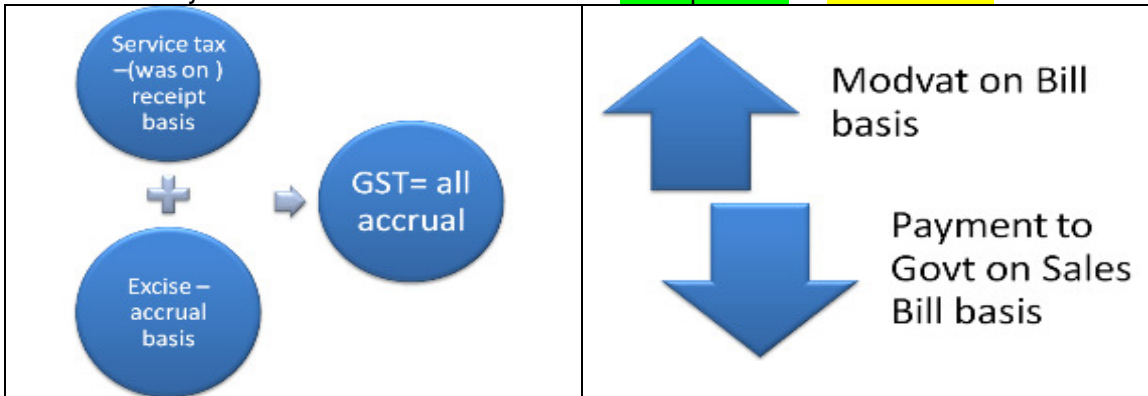 Service tax
–(was on )
receipt
basis
Excise –
accrual
basis
GST= all
accrual
Modvat on Bill
basis
Payment to
Govt on Sales
Bill basis